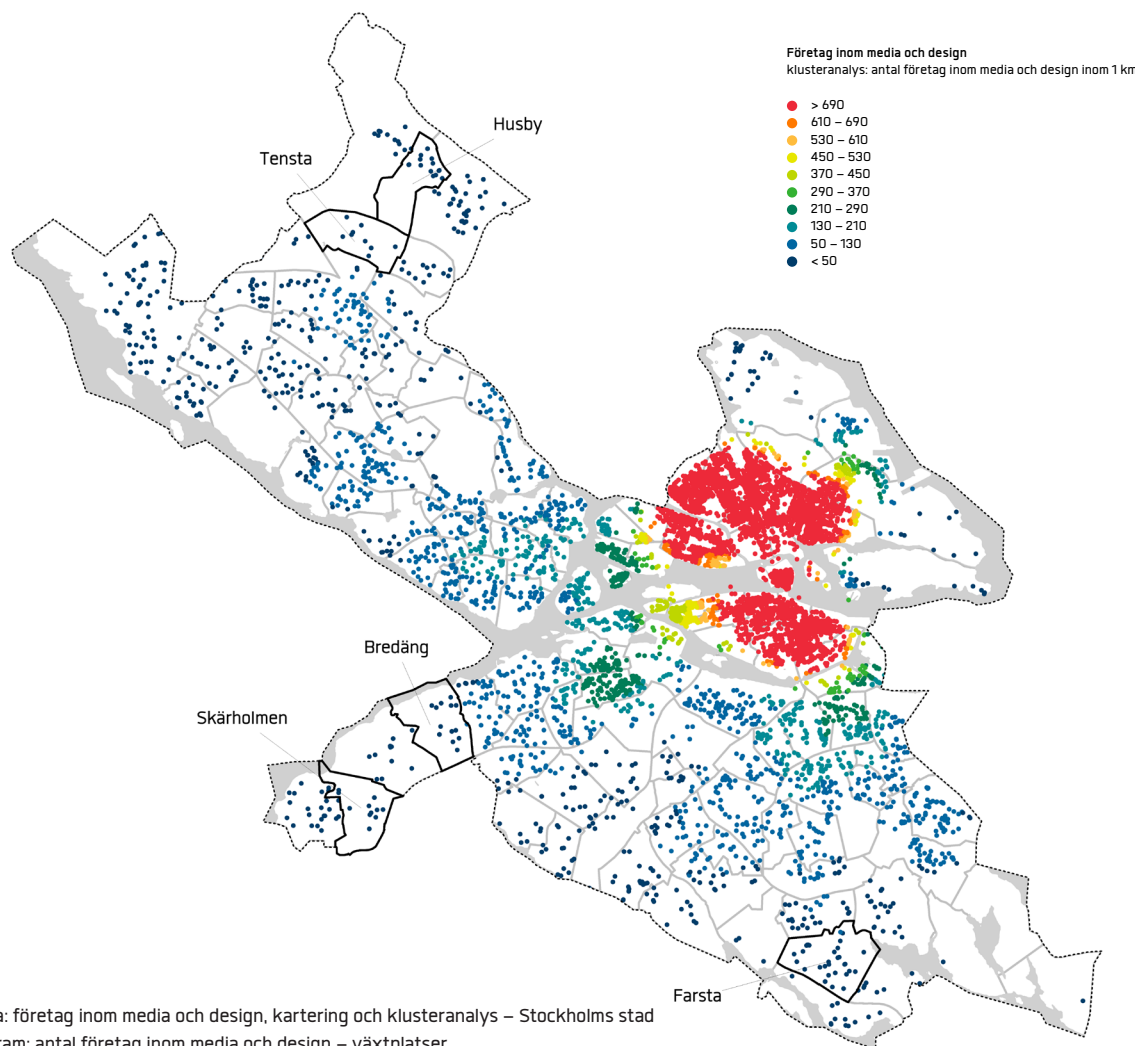 Företag inom media och design
klusteranalys: antal företag inom media och design inom 1 km
> 690
610 – 690
530 – 610
450 – 530
370 – 450
290 – 370
210 – 290
130 – 210
50 – 130
< 50
Husby
Tensta
Bredäng
Skärholmen
Farsta
: företag inom media och design, kartering och klusteranalys – Stockholms stad
: antal företag inom media och design – växtplatser